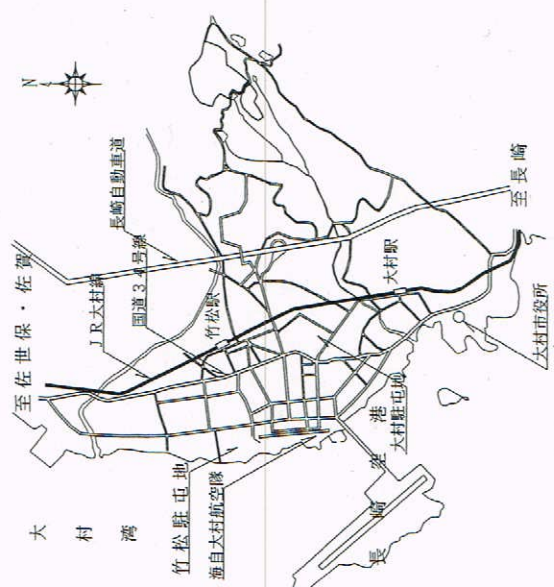 N
至佐世保・佐賀
JR大村線
国道34号線
長崎自動車道
竹松駅
大村湾
竹松駐屯地
海自大村航空隊
大村駅
至長崎
大村駐屯地
長崎空港
大村市役所